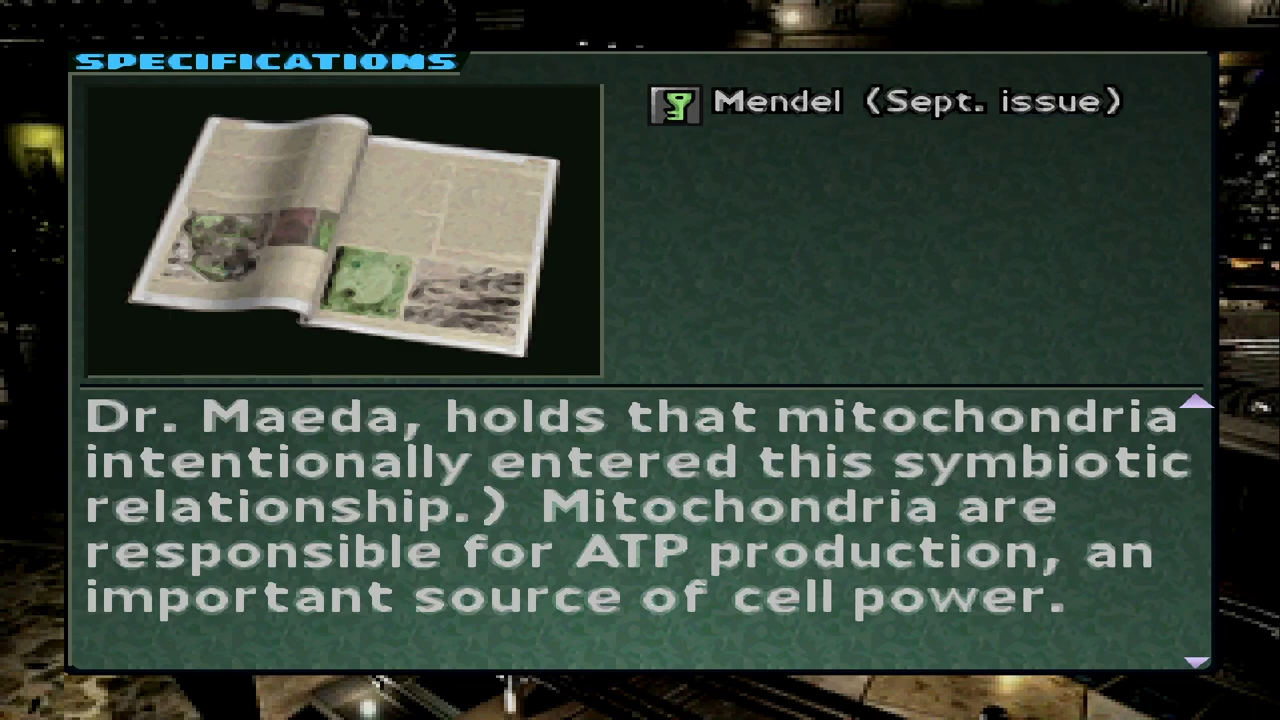 SPECIFICATIONS
Mendel (Sept. issue)
Dr. Maeda, holds that mitochondria
intentionally entered this symbiotic
relationship.) Mitochondria are
responsible for ATP production, an
important source of cell power.